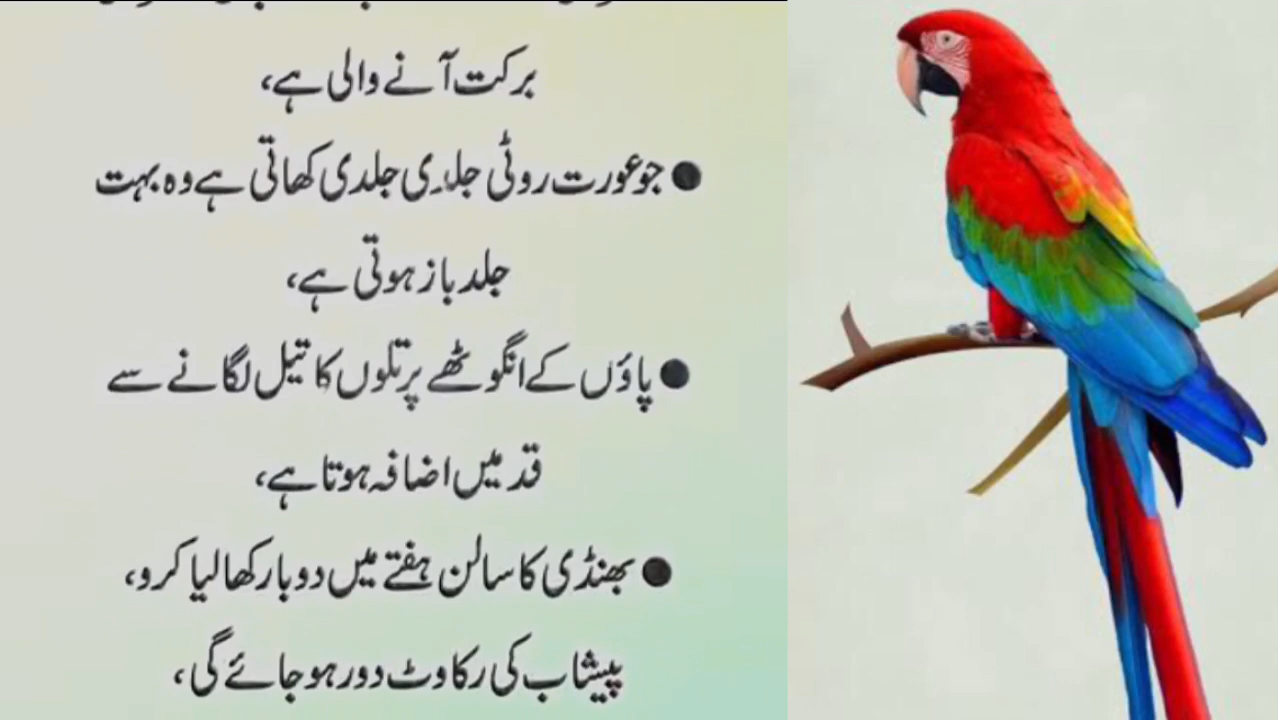 برکت آنے والی ہے،
● جو عورت روٹی جلدی جلدی کھاتی ہے وہ بہت
جلد باز ہوتی ہے،
● پاؤں کے انگوٹھے پر تلوں کا تیل لگانے سے
قد میں اضافہ ہوتا ہے،
● بھنڈی کا سالن ہفتے میں دو بار کھا لیا کرو،
پیشاب کی رکاوٹ دور ہو جائے گی،